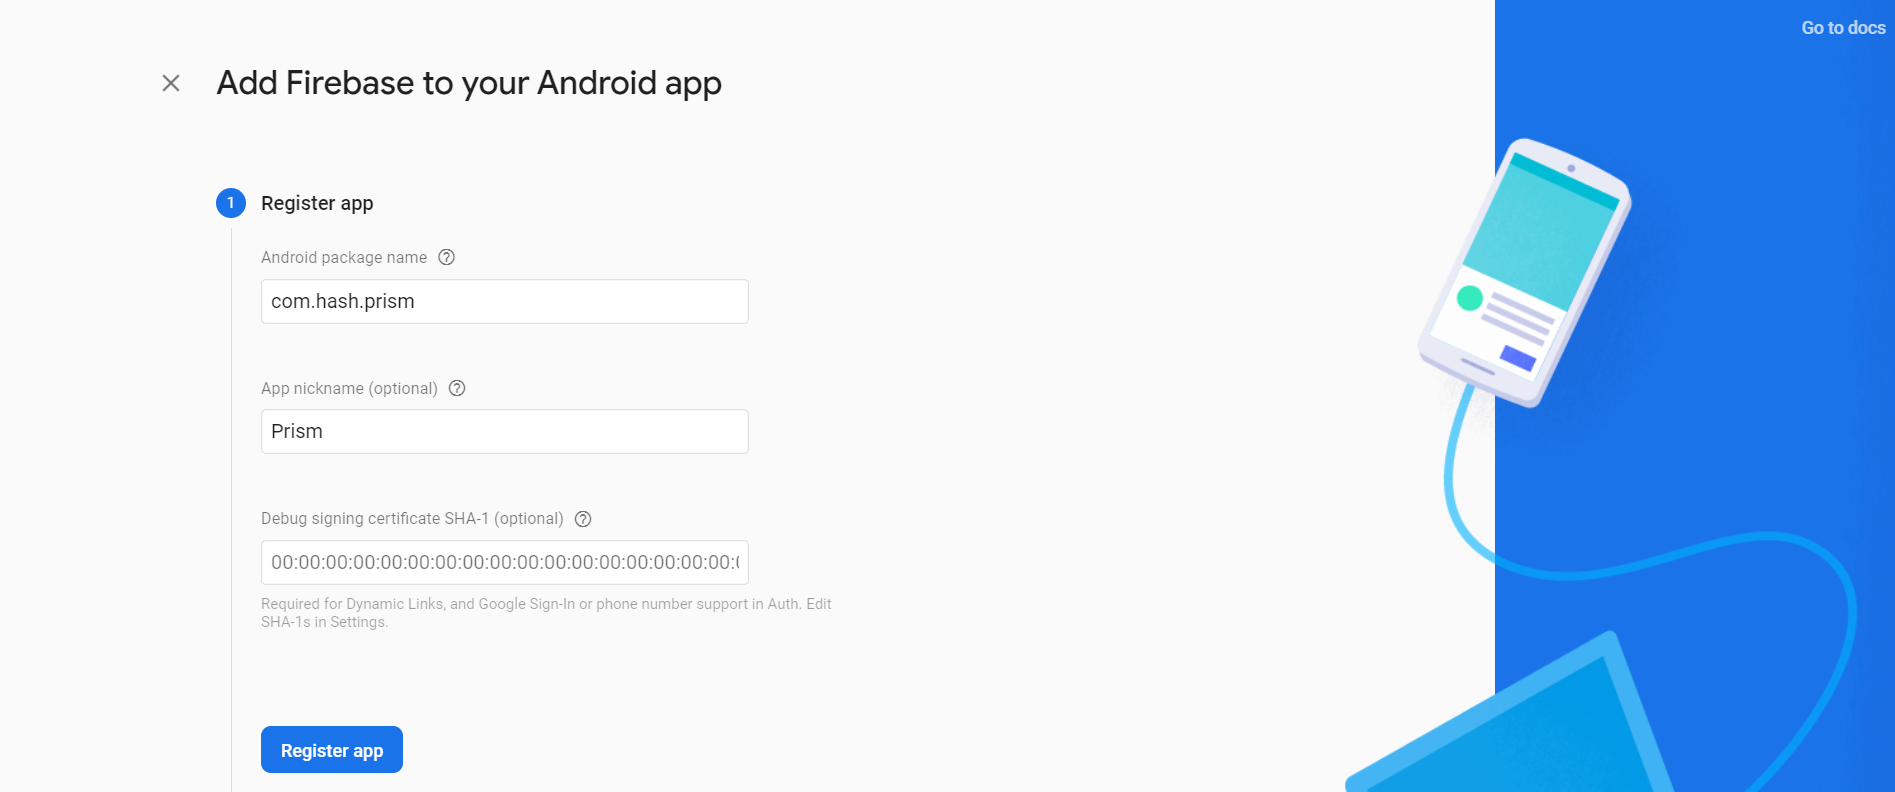 Go to docs
Add Firebase to your Android app
1 Register app
Android package name ?
com.hash.prism
App nickname (optional) ?
Prism
Debug signing certificate SHA-1 (optional) ?
00:00:00:00:00:00:00:00:00:00:00:00:00:00:00:00:00:
Required for Dynamic Links, and Google Sign-In or phone number support in Auth. Edit
SHA-1s in Settings.
Register app